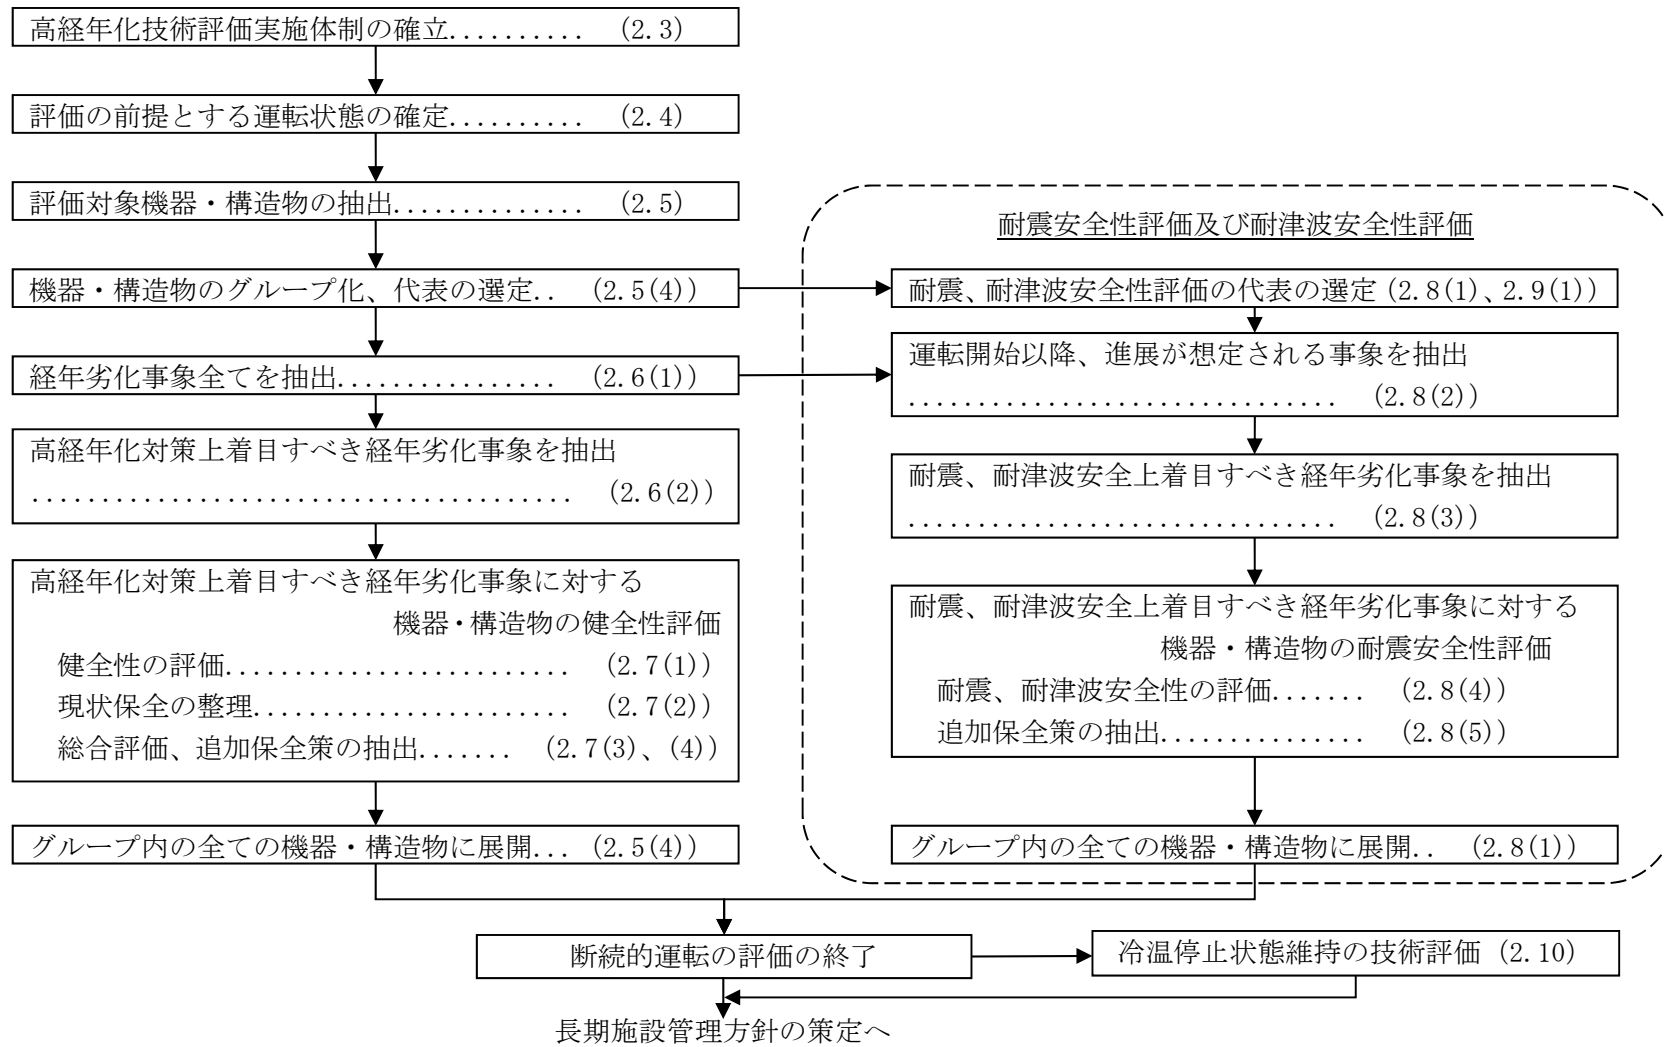 高経年化技術評価実施体制の確立.......... (2.3)
評価の前提とする運転状態の確定.......... (2.4)
評価対象機器・構造物の抽出.............. (2.5)
機器・構造物のグループ化、代表の選定.. (2.5(4))
経年劣化事象全てを抽出................ (2.6(1))
高経年化対策上着目すべき経年劣化事象を抽出
....................................... (2.6(2))
高経年化対策上着目すべき経年劣化事象に対する
機器・構造物の健全性評価
健全性の評価......................... (2.7(1))
現状保全の整理....................... (2.7(2))
総合評価、追加保全策の抽出....... (2.7(3)、(4))
グループ内の全ての機器・構造物に展開... (2.5(4))
耐震安全性評価及び耐津波安全性評価
耐震、耐津波安全性評価の代表の選定 (2.8(1)、2.9(1))
運転開始以降、進展が想定される事象を抽出
............................... (2.8(2))
耐震、耐津波安全上着目すべき経年劣化事象を抽出
............................... (2.8(3))
耐震、耐津波安全上着目すべき経年劣化事象に対する
機器・構造物の耐震安全性評価
耐震、耐津波安全性の評価....... (2.8(4))
追加保全策の抽出............... (2.8(5))
グループ内の全ての機器・構造物に展開.. (2.8(1))
断続的運転の評価の終了
冷温停止状態維持の技術評価 (2.10)
長期施設管理方針の策定へ